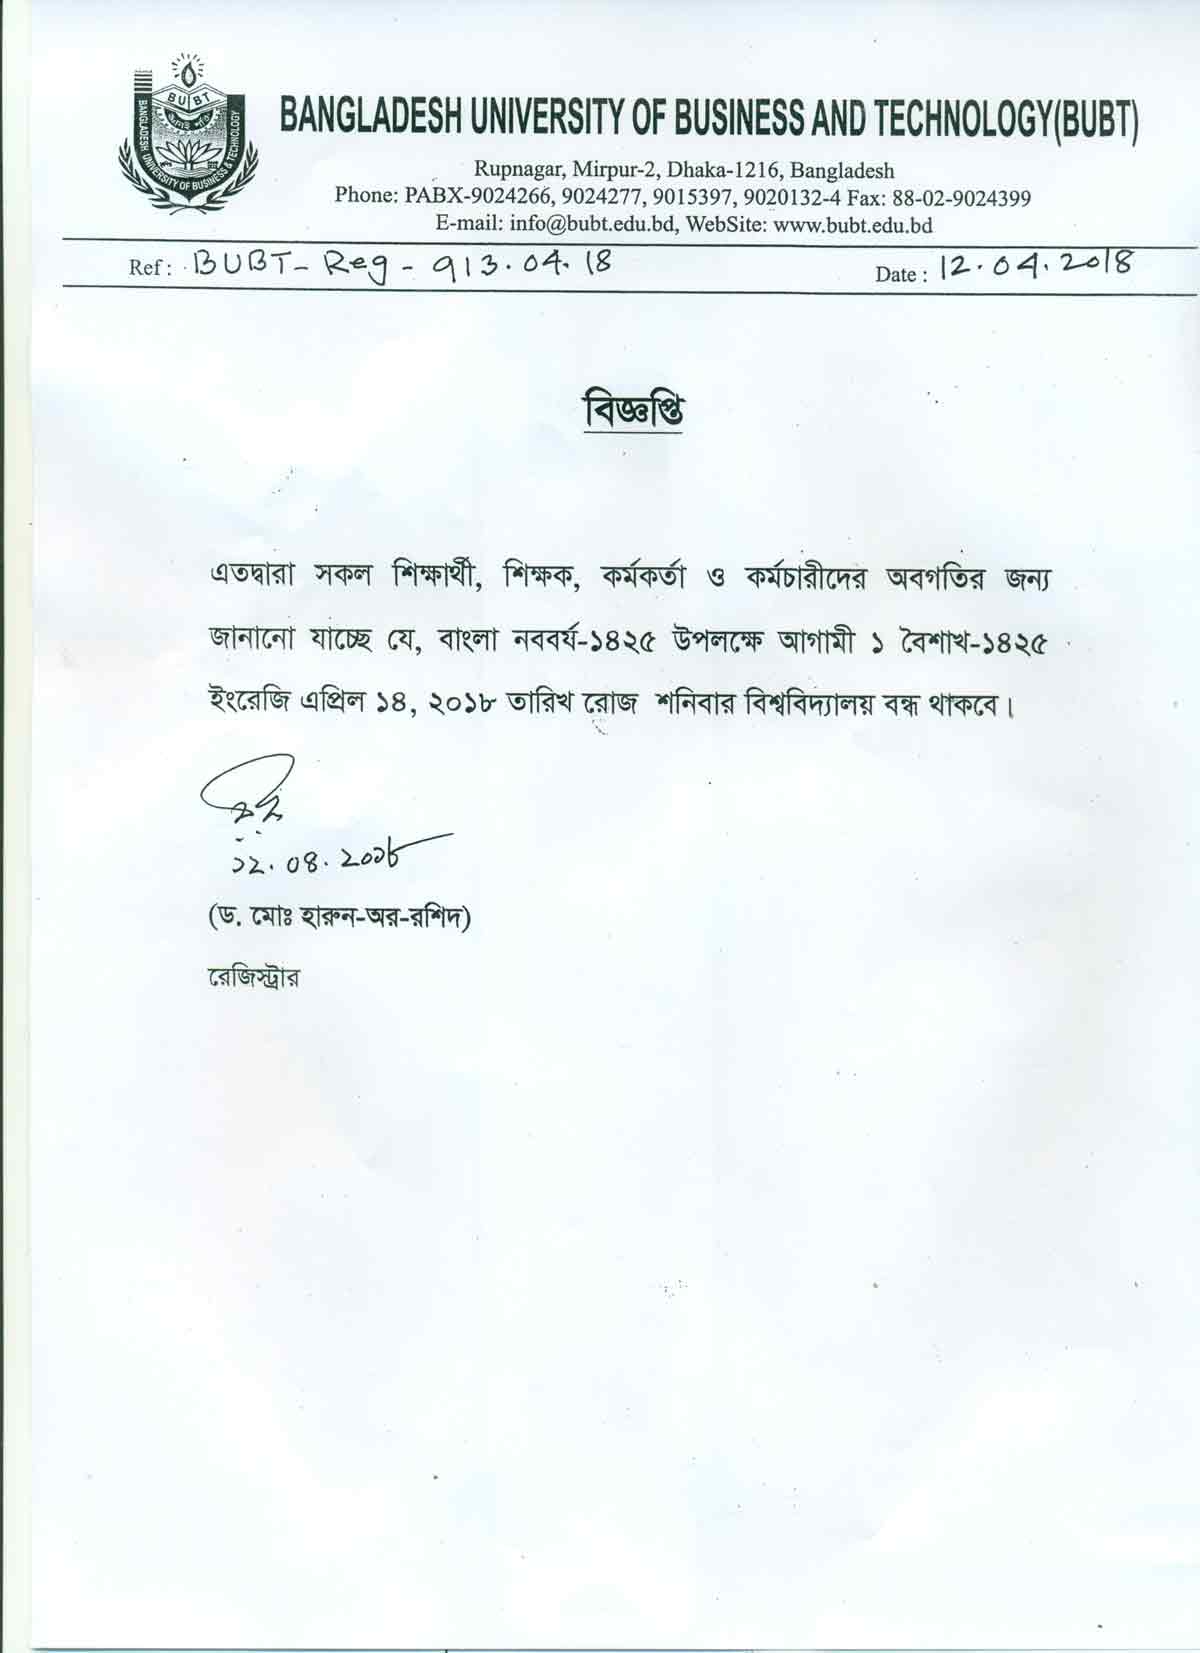 BUBT
BANGLADESH UNIVERSITY OF BUSINESS & TECHNOLOGY
BANGLADESH UNIVERSITY OF BUSINESS AND TECHNOLOGY(BUBT)
Rupnagar, Mirpur-2, Dhaka-1216, Bangladesh
Phone: PABX-9024266, 9024277, 9015397, 9020132-4 Fax: 88-02-9024399
E-mail: info@bubt.edu.bd, WebSite: www.bubt.edu.bd
Ref : BUBT-Reg-913.04.18 Date : 12.04.2018
বিজ্ঞপ্তি
এতদ্বারা সকল শিক্ষার্থী, শিক্ষক, কর্মকর্তা ও কর্মচারীদের অবগতির জন্য
জানানো যাচ্ছে যে, বাংলা নববর্ষ-১৪২৫ উপলক্ষে আগামী ১ বৈশাখ-১৪২৫
ইংরেজি এপ্রিল ১৪, ২০১৮ তারিখ রোজ শনিবার বিশ্ববিদ্যালয় বন্ধ থাকবে।
১২.০৪.২০১৮
(ড. মোঃ হারুন-অর-রশিদ)
রেজিস্ট্রার